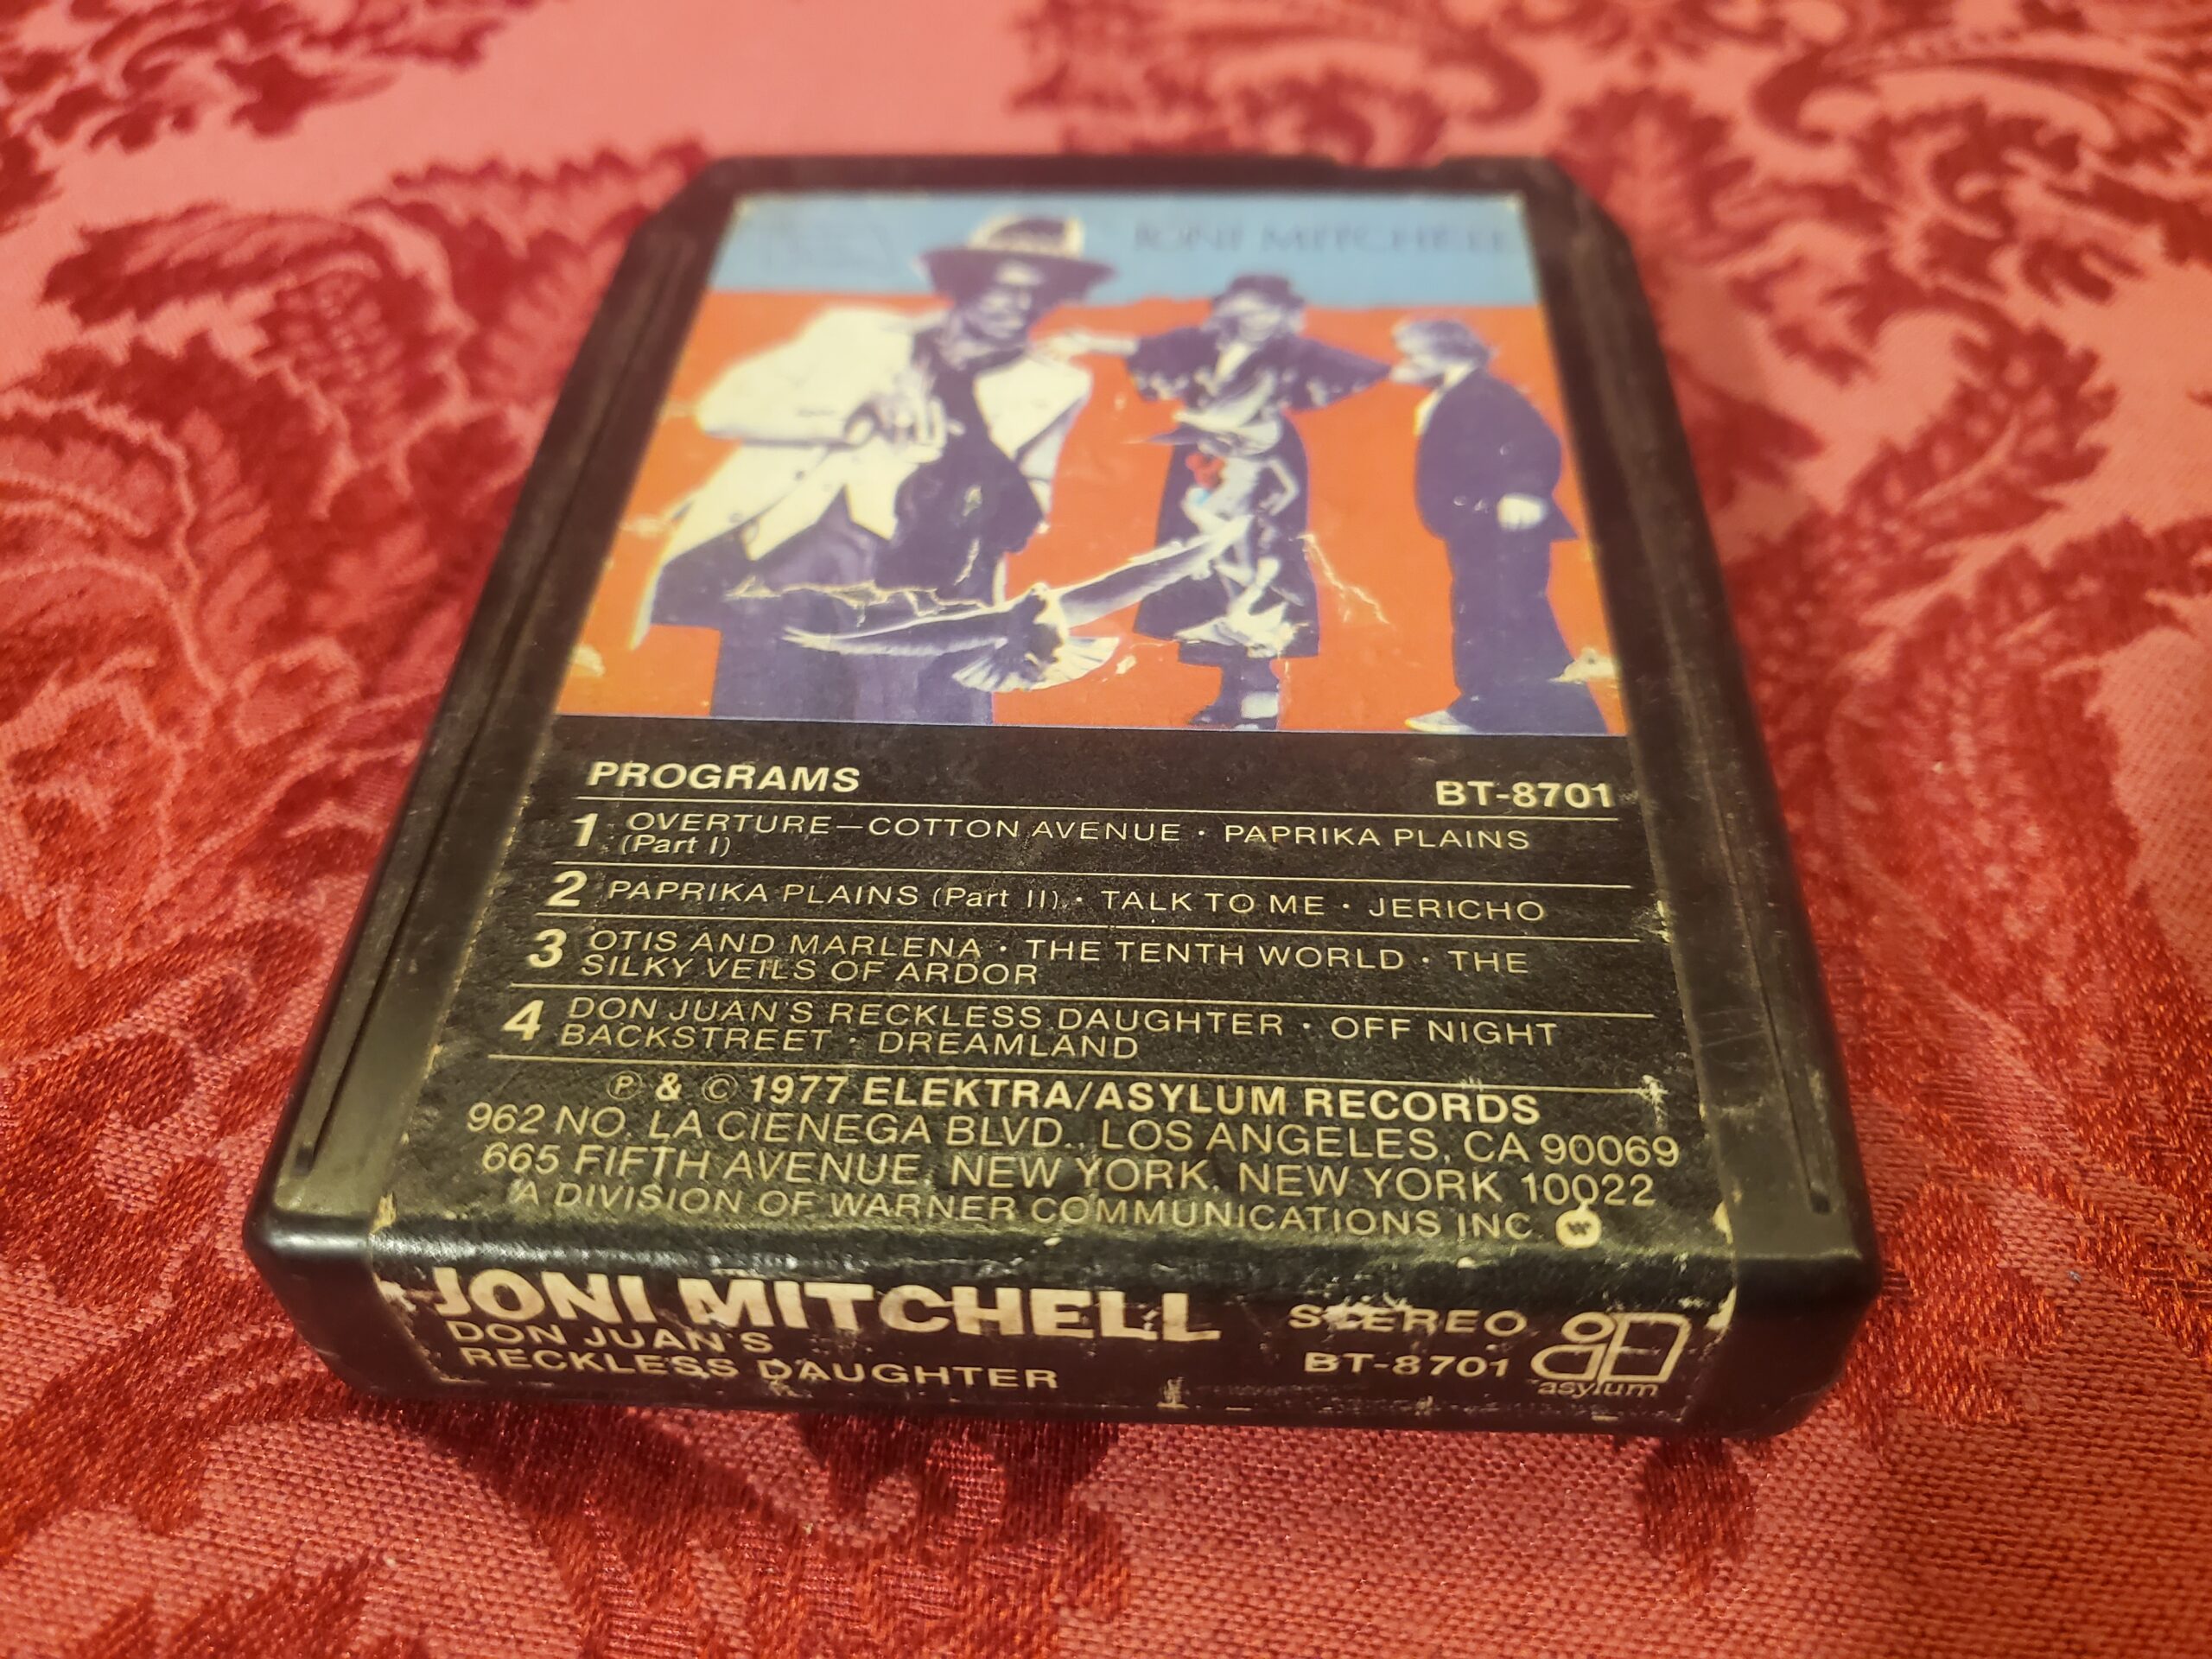 JONI MITCHELL
PROGRAMS BT-8701
1 OVERTURE—COTTON AVENUE · PAPRIKA PLAINS
(Part I)
2 PAPRIKA PLAINS (Part II) · TALK TO ME · JERICHO
3 OTIS AND MARLENA · THE TENTH WORLD · THE
SILKY VEILS OF ARDOR
4 DON JUAN'S RECKLESS DAUGHTER · OFF NIGHT
BACKSTREET · DREAMLAND
℗ & © 1977 ELEKTRA/ASYLUM RECORDS
962 NO. LA CIENEGA BLVD., LOS ANGELES, CA 90069
665 FIFTH AVENUE, NEW YORK, NEW YORK 10022
A DIVISION OF WARNER COMMUNICATIONS INC.
JONI MITCHELL
DON JUAN'S
RECKLESS DAUGHTER
STEREO
BT-8701
asylum